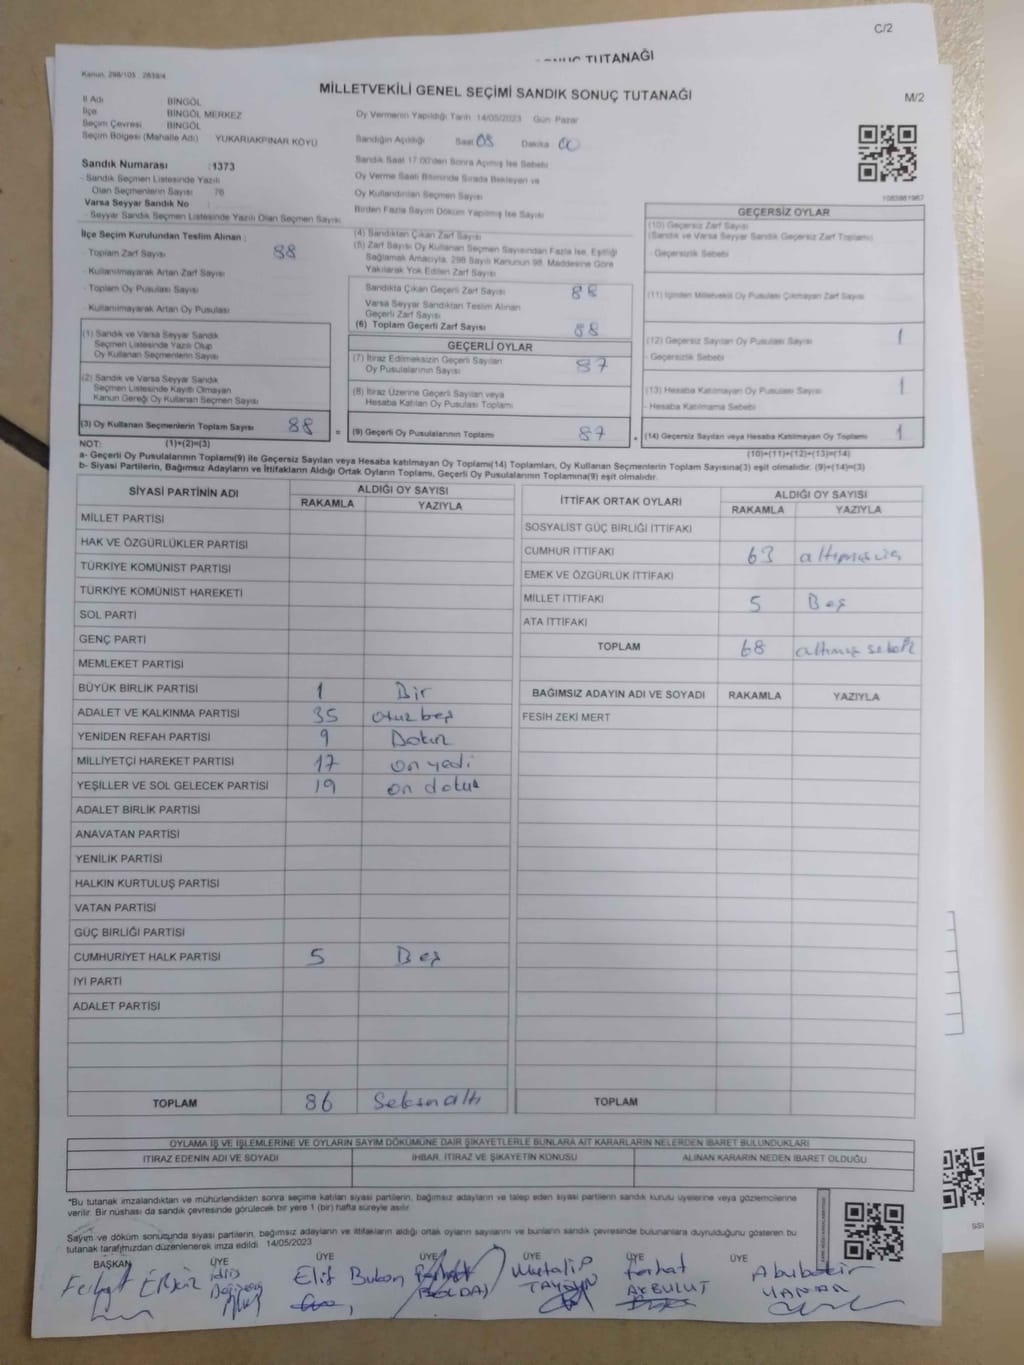 C/2
TUTANAĞI
Kanun, 298/105 , 2839/4
MİLLETVEKİLİ GENEL SEÇİMİ SANDIK SONUÇ TUTANAĞI
M/2
İl Adı BİNGÖL
İlçe BİNGÖL MERKEZ
Seçim Çevresi BİNGÖL
Seçim Bölgesi (Mahalle Adı) YUKARIAKPINAR KÖYÜ
Oy Vermenin Yapıldığı Tarih 14/05/2023 Gün Pazar
Sandığın Açıldığı Saat 08 Dakika 00
Sandık Numarası :1373
- Sandık Seçmen Listesinde Yazılı
Olan Seçmenlerin Sayısı 76
Varsa Seyyar Sandık No :
- Seyyar Sandık Seçmen Listesinde Yazılı Olan Seçmen Sayısı
Sandık Saat 17:00'den Sonra Açılmış İse Sebebi
Oy Verme Saati Bitiminde Sırada Bekleyen ve
Oy Kullandırılan Seçmen Sayısı
Birden Fazla Sayım Döküm Yapılmış İse Sayısı
İlçe Seçim Kurulundan Teslim Alınan :
- Toplam Zarf Sayısı 88
- Kullanılmayarak Artan Zarf Sayısı
- Toplam Oy Pusulası Sayısı
- Kullanılmayarak Artan Oy Pusulası
(1) Sandık ve Varsa Seyyar Sandık
Seçmen Listesinde Yazılı Olup
Oy Kullanan Seçmenlerin Sayısı
(2) Sandık ve Varsa Seyyar Sandık
Seçmen Listesinde Kayıtlı Olmayan
Kanun Gereği Oy Kullanan Seçmen Sayısı
(3) Oy Kullanan Seçmenlerin Toplam Sayısı 88 =
(4) Sandıktan Çıkan Zarf Sayısı
(5) Zarf Sayısı Oy Kullanan Seçmen Sayısından Fazla İse, Eşitliği
Sağlamak Amacıyla, 298 Sayılı Kanunun 98. Maddesine Göre
Yakılarak Yok Edilen Zarf Sayısı
Sandıkta Çıkan Geçerli Zarf Sayısı 88
Varsa Seyyar Sandıktan Teslim Alınan
Geçerli Zarf Sayısı
(6) Toplam Geçerli Zarf Sayısı 88
GEÇERLİ OYLAR
(7) İtiraz Edilmeksizin Geçerli Sayılan
Oy Pusulalarının Sayısı 87
(8) İtiraz Üzerine Geçerli Sayılan veya
Hesaba Katılan Oy Pusulası Toplamı
(9) Geçerli Oy Pusulalarının Toplamı 87 +
GEÇERSİZ OYLAR
(10) Geçersiz Zarf Sayısı
(Sandık ve Varsa Seyyar Sandık Geçersiz Zarf Toplamı)
- Geçersizlik Sebebi
(11) İçinden Milletvekili Oy Pusulası Çıkmayan Zarf Sayısı
(12) Geçersiz Sayılan Oy Pusulası Sayısı 1
- Geçersizlik Sebebi
(13) Hesaba Katılmayan Oy Pusulası Sayısı 1
- Hesaba Katılmama Sebebi
(14) Geçersiz Sayılan veya Hesaba Katılmayan Oy Toplamı 1
NOT: (1)+(2)=(3)
(10)+(11)+(12)+(13)=(14)
a- Geçerli Oy Pusulalarının Toplamı(9) ile Geçersiz Sayılan veya Hesaba katılmayan Oy Toplamı(14) Toplamları, Oy Kullanan Seçmenlerin Toplam Sayısına(3) eşit olmalıdır. (9)+(14)=(3)
b- Siyasi Partilerin, Bağımsız Adayların ve İttifakların Aldığı Ortak Oyların Toplamı, Geçerli Oy Pusulalarının Toplamına(9) eşit olmalıdır.
SİYASİ PARTİNİN ADI ALDIĞI OY SAYISI
RAKAMLA YAZIYLA
MİLLET PARTİSİ
HAK VE ÖZGÜRLÜKLER PARTİSİ
TÜRKİYE KOMÜNİST PARTİSİ
TÜRKİYE KOMÜNİST HAREKETİ
SOL PARTİ
GENÇ PARTİ
MEMLEKET PARTİSİ
BÜYÜK BİRLİK PARTİSİ 1 Bir
ADALET VE KALKINMA PARTİSİ 35 otuz beş
YENİDEN REFAH PARTİSİ 9 Dokuz
MİLLİYETÇİ HAREKET PARTİSİ 17 on yedi
YEŞİLLER VE SOL GELECEK PARTİSİ 19 on dokuz
ADALET BİRLİK PARTİSİ
ANAVATAN PARTİSİ
YENİLİK PARTİSİ
HALKIN KURTULUŞ PARTİSİ
VATAN PARTİSİ
GÜÇ BİRLİĞİ PARTİSİ
CUMHURİYET HALK PARTİSİ 5 Beş
İYİ PARTİ
ADALET PARTİSİ
TOPLAM 86 Seksen altı
İTTİFAK ORTAK OYLARI ALDIĞI OY SAYISI
RAKAMLA YAZIYLA
SOSYALİST GÜÇ BİRLİĞİ İTTİFAKI
CUMHUR İTTİFAKI 63 altmış üç
EMEK VE ÖZGÜRLÜK İTTİFAKI
MİLLET İTTİFAKI 5 Beş
ATA İTTİFAKI
TOPLAM 68 altmış sekiz
BAĞIMSIZ ADAYIN ADI VE SOYADI RAKAMLA YAZIYLA
FESİH ZEKİ MERT
TOPLAM
OYLAMA İŞ VE İŞLEMLERİNE VE OYLARIN SAYIM DÖKÜMÜNE DAİR ŞİKAYETLERLE BUNLARA AİT KARARLARIN NELERDEN İBARET BULUNDUKLARI
İTİRAZ EDENİN ADI VE SOYADI İHBAR, İTİRAZ VE ŞİKAYETİN KONUSU ALINAN KARARIN NEDEN İBARET OLDUĞU
*Bu tutanak imzalandıktan ve mühürlendikten sonra seçime katılan siyasi partilerin, bağımsız adayların ve talep eden siyasi partilerin sandık kurulu üyelerine veya gözlemcilerine
verilir. Bir nüshası da sandık çevresinde görülecek bir yere 1 (bir) hafta süreyle asılır.
Sayım ve döküm sonucunda siyasi partilerin, bağımsız adayların ve ittifakların aldığı ortak oyların sayılarını ve bunların sandık çevresinde bulunanlara duyrulduğunu gösteren bu
tutanak tarafımızdan düzenlenerek imza edildi. 14/05/2023
BAŞKAN ÜYE ÜYE ÜYE ÜYE ÜYE ÜYE
Elif
Ferhat
AKBULUT
Abubekir